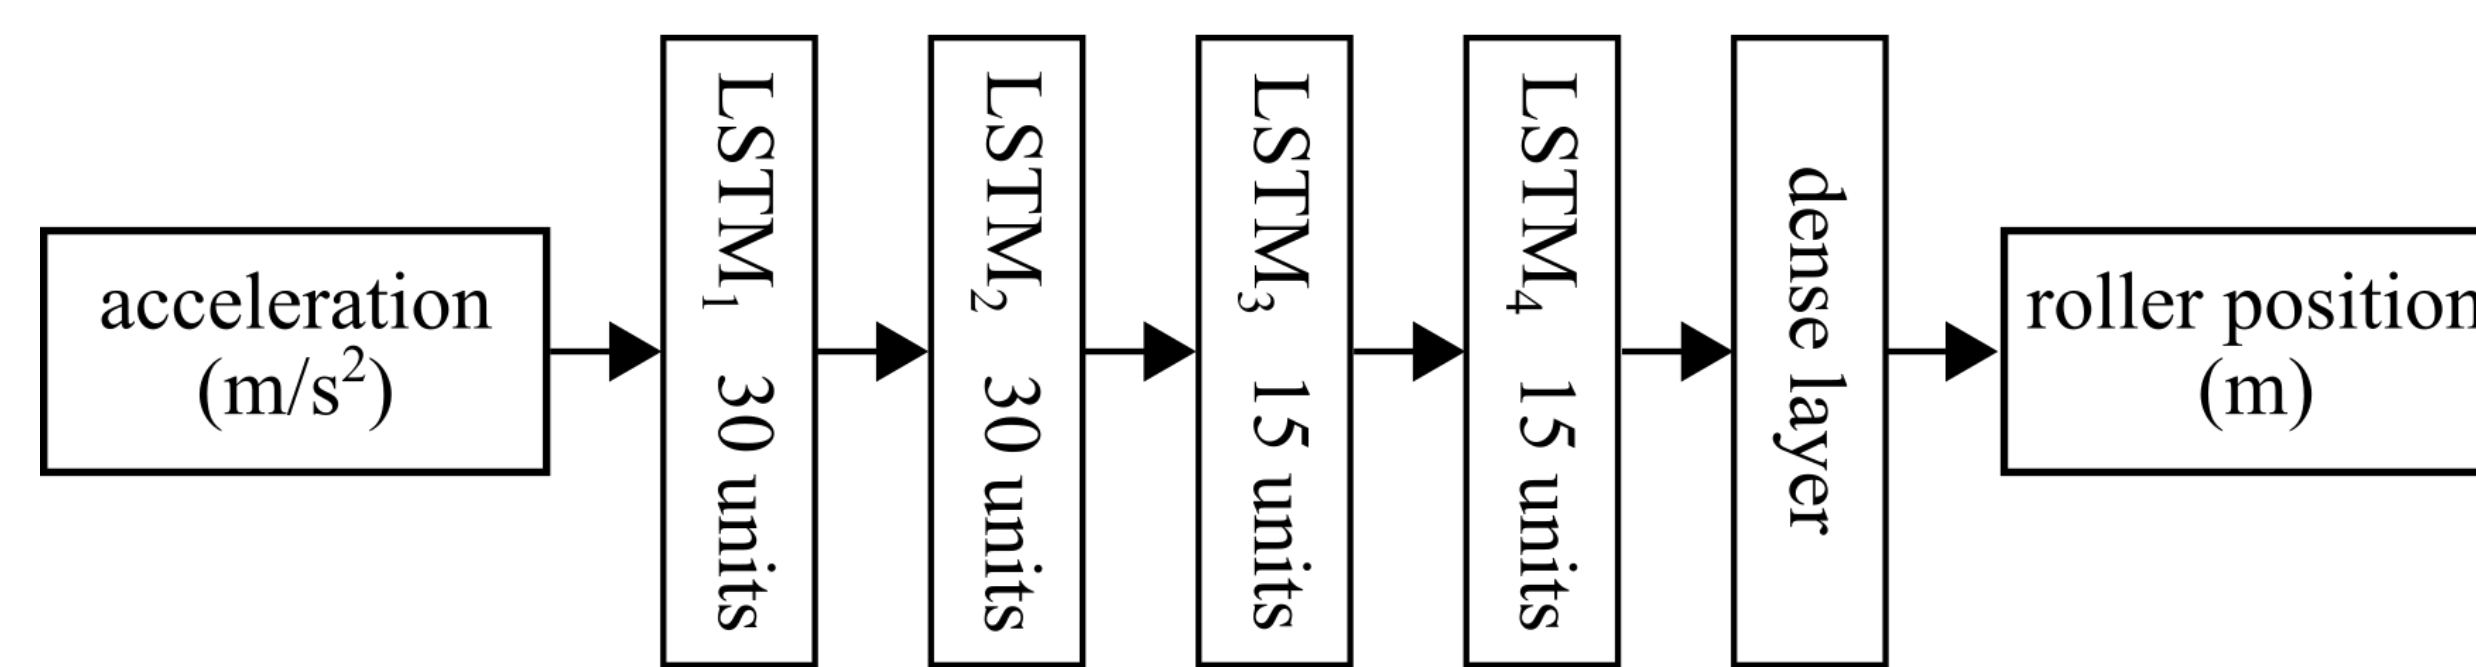 acceleration
(m/s²)
LSTM₁ 30 units
LSTM₂ 30 units
LSTM₃ 15 units
LSTM₄ 15 units
dense layer
roller position
(m)